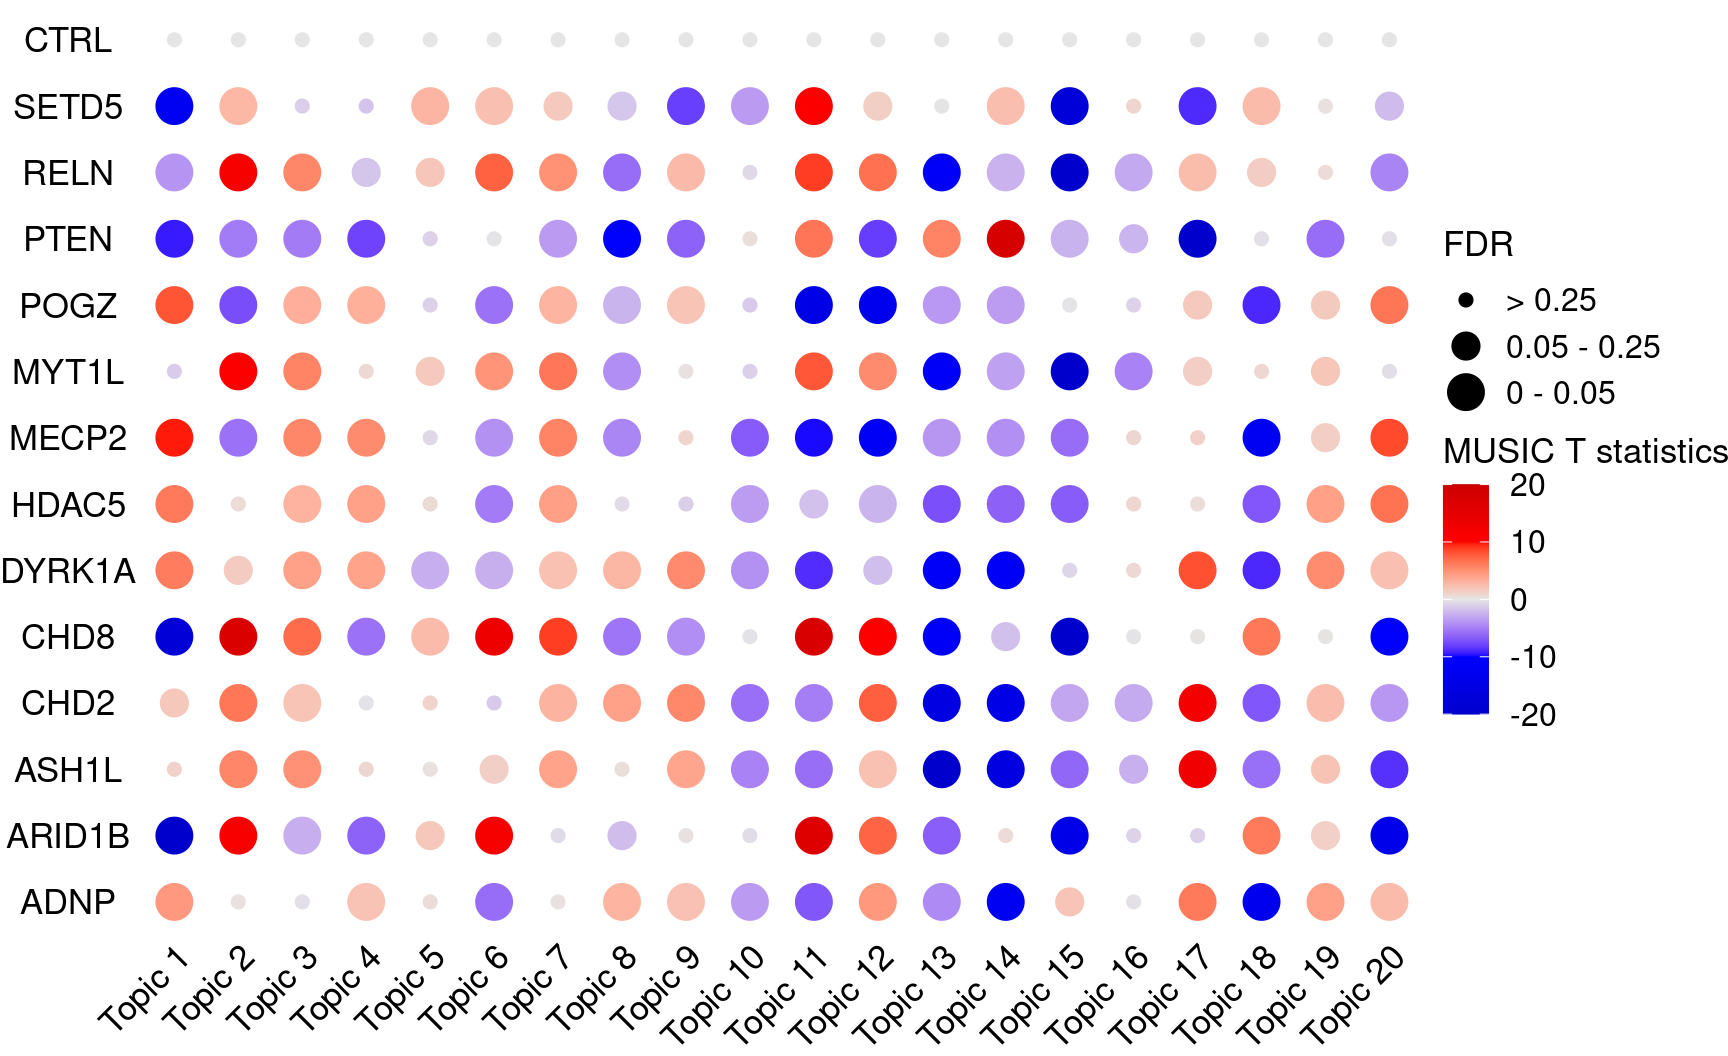 CTRL
SETD5
RELN
PTEN
POGZ
MYT1L
MECP2
HDAC5
DYRK1A
CHD8
CHD2
ASH1L
ARID1B
ADNP
Topic 1
Topic 2
Topic 3
Topic 4
Topic 5
Topic 6
Topic 7
Topic 8
Topic 9
Topic 10
Topic 11
Topic 12
Topic 13
Topic 14
Topic 15
Topic 16
Topic 17
Topic 18
Topic 19
Topic 20
FDR
> 0.25
0.05 - 0.25
0 - 0.05
MUSIC T statistics
20
10
0
-10
-20